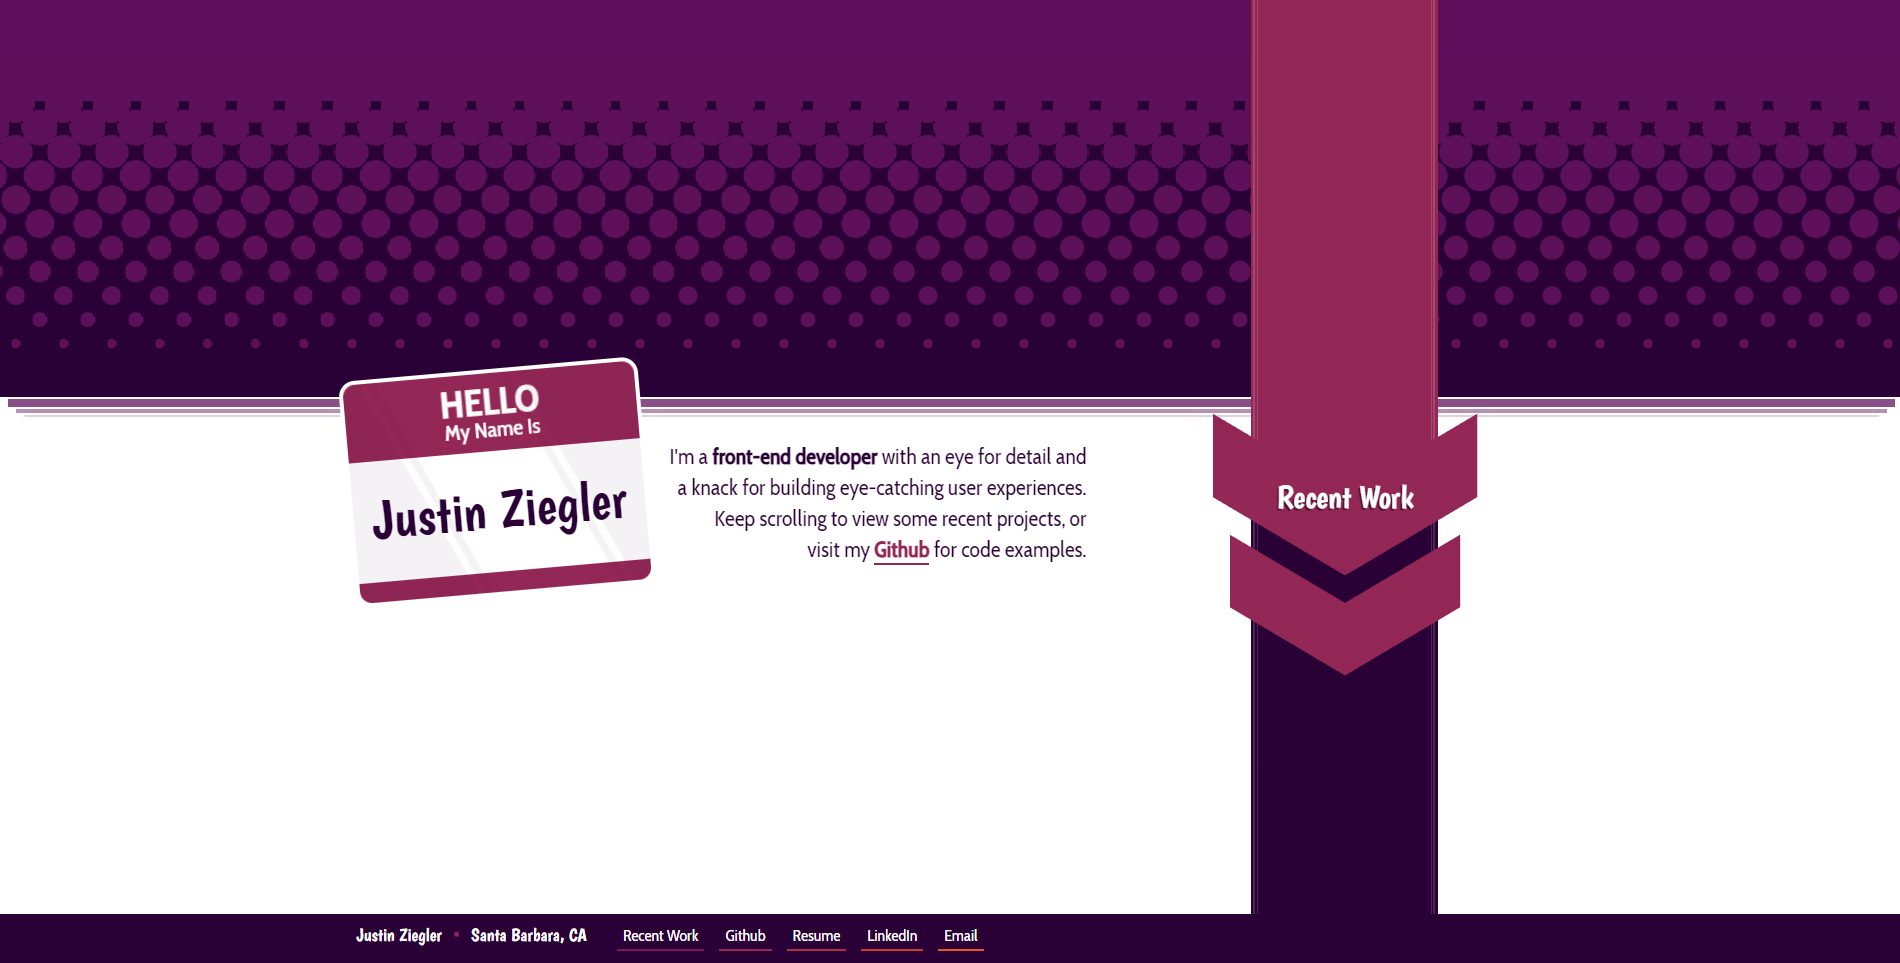 HELLO
My Name Is
Justin Ziegler
I'm a front-end developer with an eye for detail and
a knack for building eye-catching user experiences.
Keep scrolling to view some recent projects, or
visit my Github for code examples.
Recent Work
Justin Ziegler Santa Barbara, CA Recent Work Github Resume LinkedIn Email